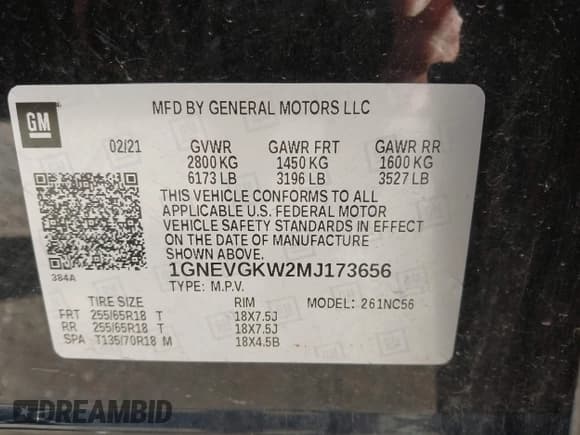 GM
MFD BY GENERAL MOTORS LLC
02/21 GVWR GAWR FRT GAWR RR
2800 KG 1450 KG 1600 KG
6173 LB 3196 LB 3527 LB
THIS VEHICLE CONFORMS TO ALL
APPLICABLE U.S. FEDERAL MOTOR
VEHICLE SAFETY STANDARDS IN EFFECT
ON THE DATE OF MANUFACTURE SHOWN
ABOVE.
384A
1GNEVGKW2MJ173656
TYPE: M.P.V.
TIRE SIZE RIM MODEL: 261NC56
FRT 255/65R18 T 18X7.5J
RR 255/65R18 T 18X7.5J
SPA T135/70R18 M 18X4.5B
DREAMBID